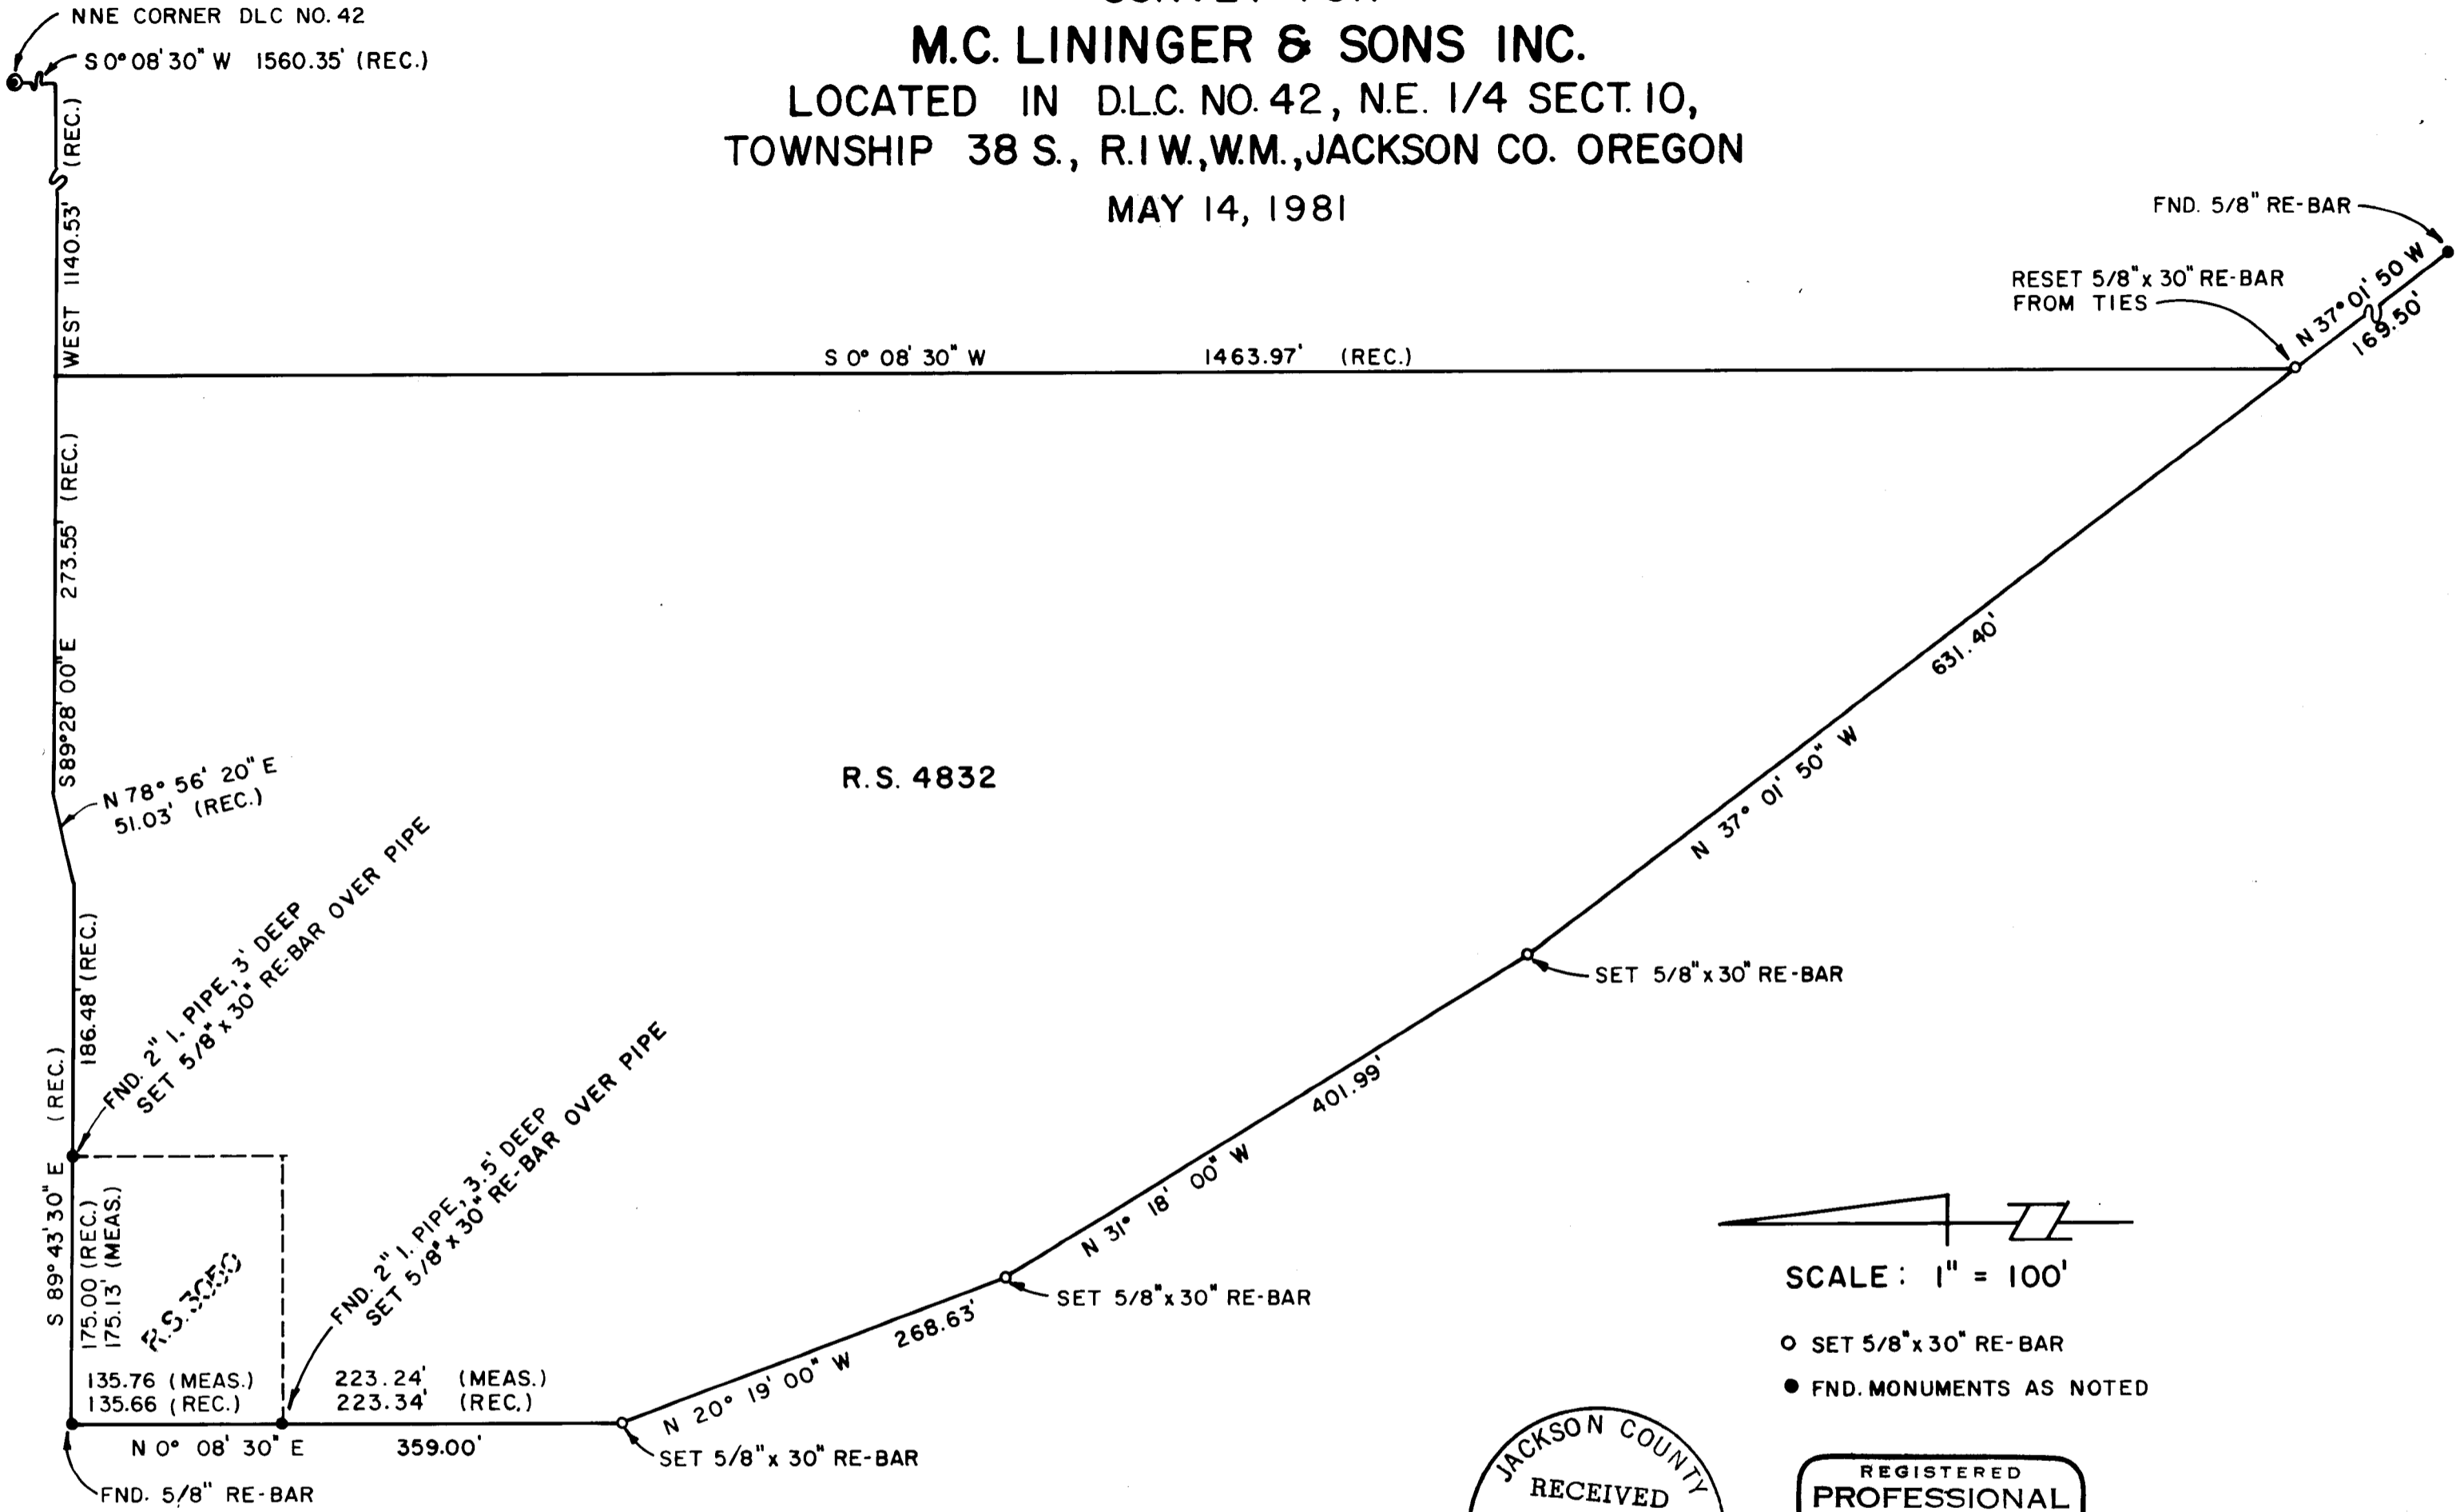 NNE CORNER DLC NO. 42
S 0° 08' 30" W 1560.35' (REC.)
M.C. LININGER & SONS INC.
LOCATED IN D.L.C. NO. 42, N.E. 1/4 SECT. 10,
TOWNSHIP 38 S., R.1 W., W.M., JACKSON CO. OREGON
MAY 14, 1981
WEST 1140.53' (REC.)
FND. 5/8" RE-BAR
RESET 5/8" x 30" RE-BAR
FROM TIES
N 37° 01' 50 W
169.50'
S 0° 08' 30" W 1463.97' (REC.)
S 89° 28' 00" E 273.55' (REC.)
631.40'
N 37° 01' 50" W
R.S. 4832
N 78° 56' 20" E
51.03' (REC.)
FND. 2" I. PIPE, 3' DEEP
SET 5/8" x 30" RE-BAR OVER PIPE
186.48' (REC.)
SET 5/8" x 30" RE-BAR
401.99'
N 31° 18' 00" W
S 89° 43' 30" E (REC.)
175.00 (REC.)
175.13' (MEAS.)
R.S. 3050
FND. 2" I. PIPE, 3.5' DEEP
SET 5/8" x 30" RE-BAR OVER PIPE
SET 5/8" x 30" RE-BAR
268.63'
N 20° 19' 00" W
135.76 (MEAS.)
135.66 (REC.)
223.24' (MEAS.)
223.34' (REC.)
N 0° 08' 30" E 359.00'
SET 5/8" x 30" RE-BAR
FND. 5/8" RE-BAR
SCALE: 1" = 100'
SET 5/8" x 30" RE-BAR
FND. MONUMENTS AS NOTED
JACKSON COUNTY
RECEIVED
REGISTERED
PROFESSIONAL